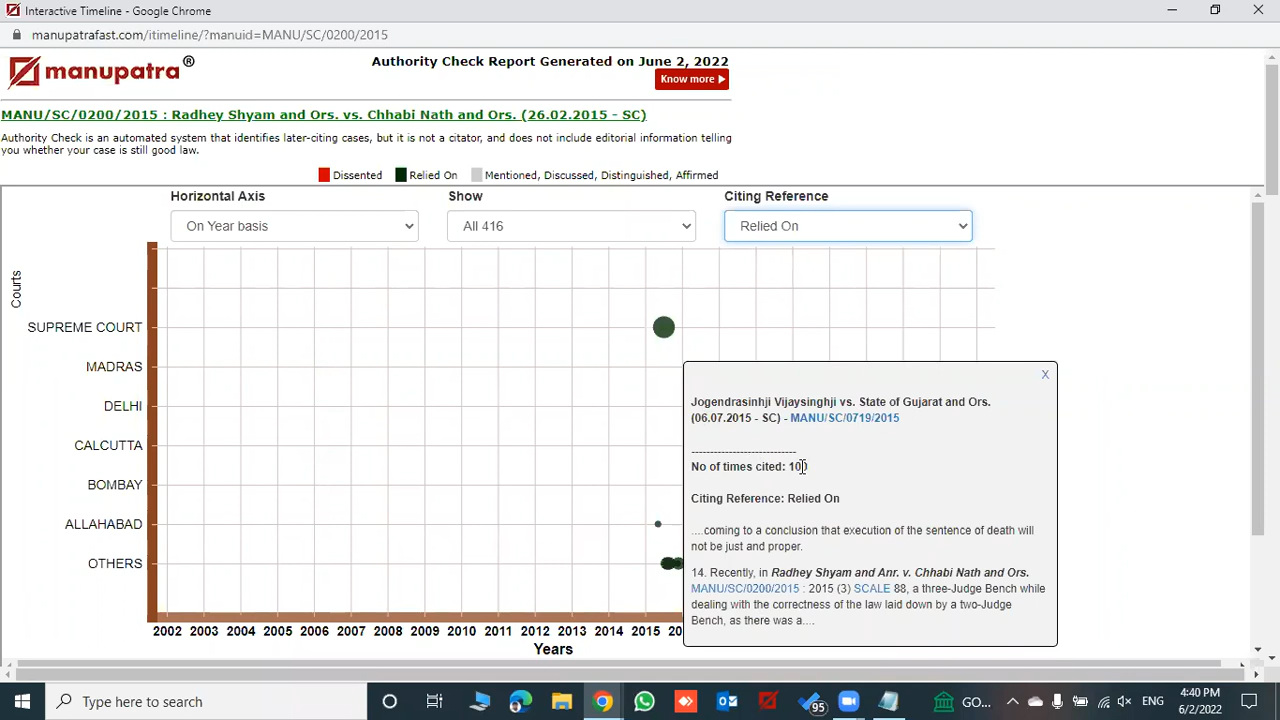 Interactive Timeline - Google Chrome
manupatrafast.com/itimeline/?manuid=MANU/SC/0200/2015
manupatra®
Authority Check Report Generated on June 2, 2022
Know more
MANU/SC/0200/2015 : Radhey Shyam and Ors. vs. Chhabi Nath and Ors. (26.02.2015 - SC)
Authority Check is an automated system that identifies later-citing cases, but it is not a citator, and does not include editorial information telling
you whether your case is still good law.
Dissented Relied On Mentioned, Discussed, Distinguished, Affirmed
Horizontal Axis Show Citing Reference
On Year basis All 416 Relied On
Courts
SUPREME COURT
MADRAS
DELHI
CALCUTTA
BOMBAY
ALLAHABAD
OTHERS
X
Jogendrasinhji Vijaysinghji vs. State of Gujarat and Ors.
(06.07.2015 - SC) - MANU/SC/0719/2015
---------------------------
No of times cited: 100
Citing Reference: Relied On
....coming to a conclusion that execution of the sentence of death will
not be just and proper.
14. Recently, in Radhey Shyam and Anr. v. Chhabi Nath and Ors.
MANU/SC/0200/2015 : 2015 (3) SCALE 88, a three-Judge Bench while
dealing with the correctness of the law laid down by a two-Judge
Bench, as there was a....
2002 2003 2004 2005 2006 2007 2008 2009 2010 2011 2012 2013 2014 2015
Years
Type here to search
95
GO...
ENG
4:40 PM
6/2/2022